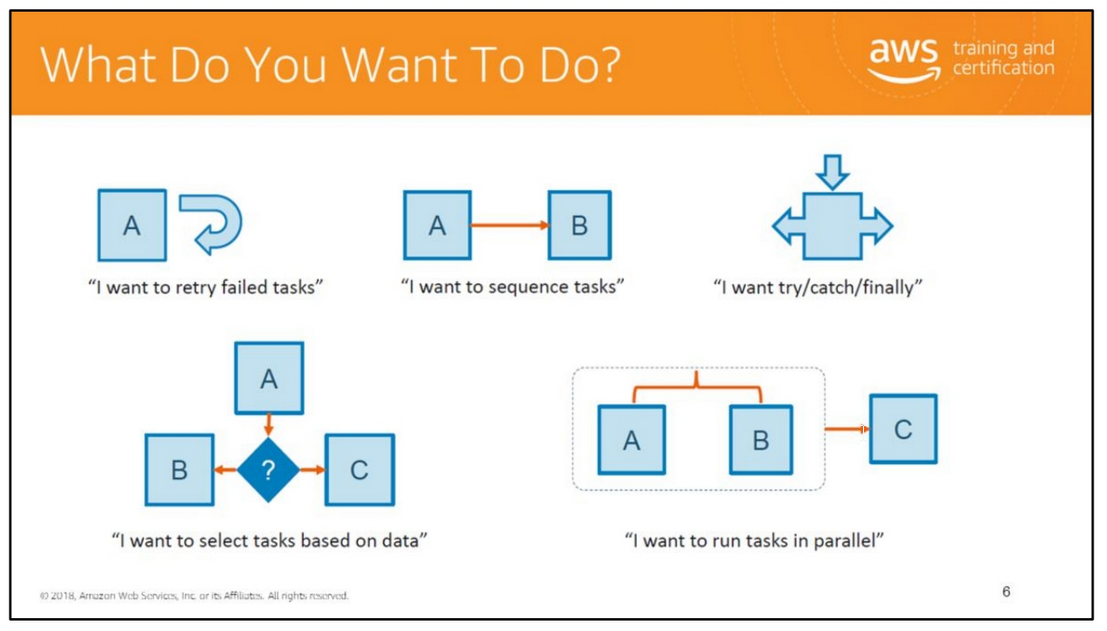 What Do You Want To Do?
aws training and
certification
A
"I want to retry failed tasks"
A B
"I want to sequence tasks"
"I want try/catch/finally"
A
B ? C
"I want to select tasks based on data"
A B C
"I want to run tasks in parallel"
© 2018, Amazon Web Services, Inc. or its Affiliates. All rights reserved.
6